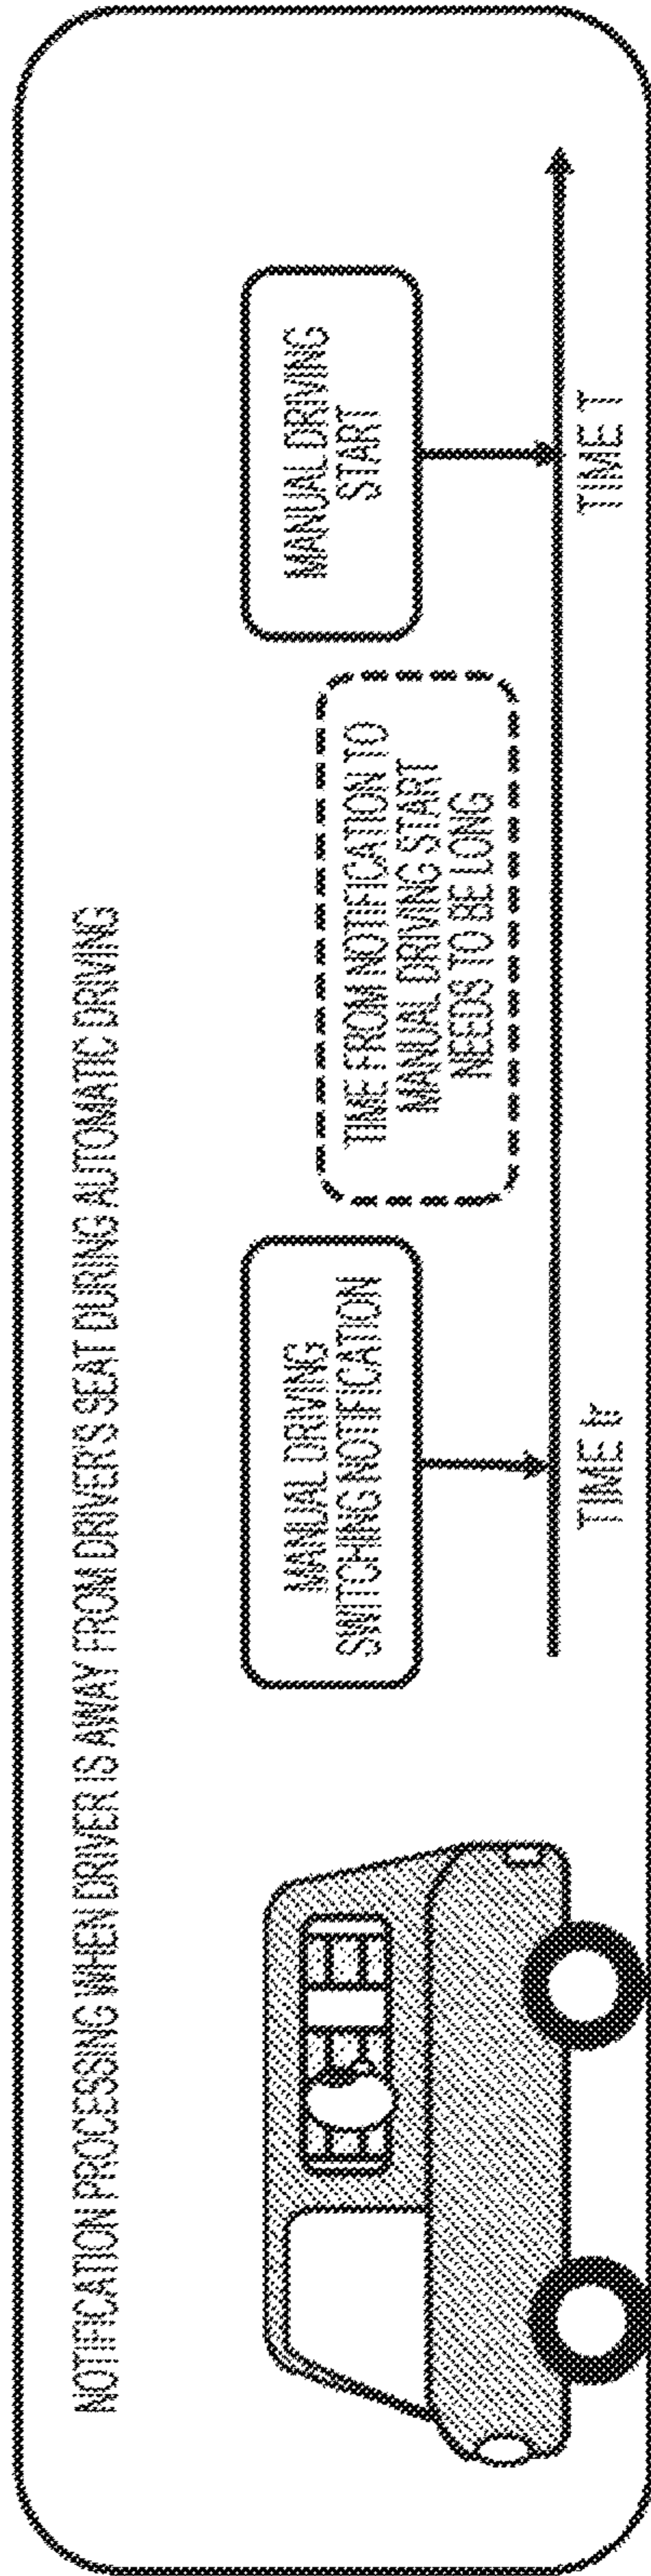 NOTIFICATION PROCESSING WHEN DRIVER IS AWAY FROM DRIVER'S SEAT DURING AUTOMATIC DRIVING
MANUAL DRIVING
SWITCHING NOTIFICATION
TIME FROM NOTIFICATION TO
MANUAL DRIVING START
NEEDS TO BE LONG
MANUAL DRIVING
START
TIME
TIME T